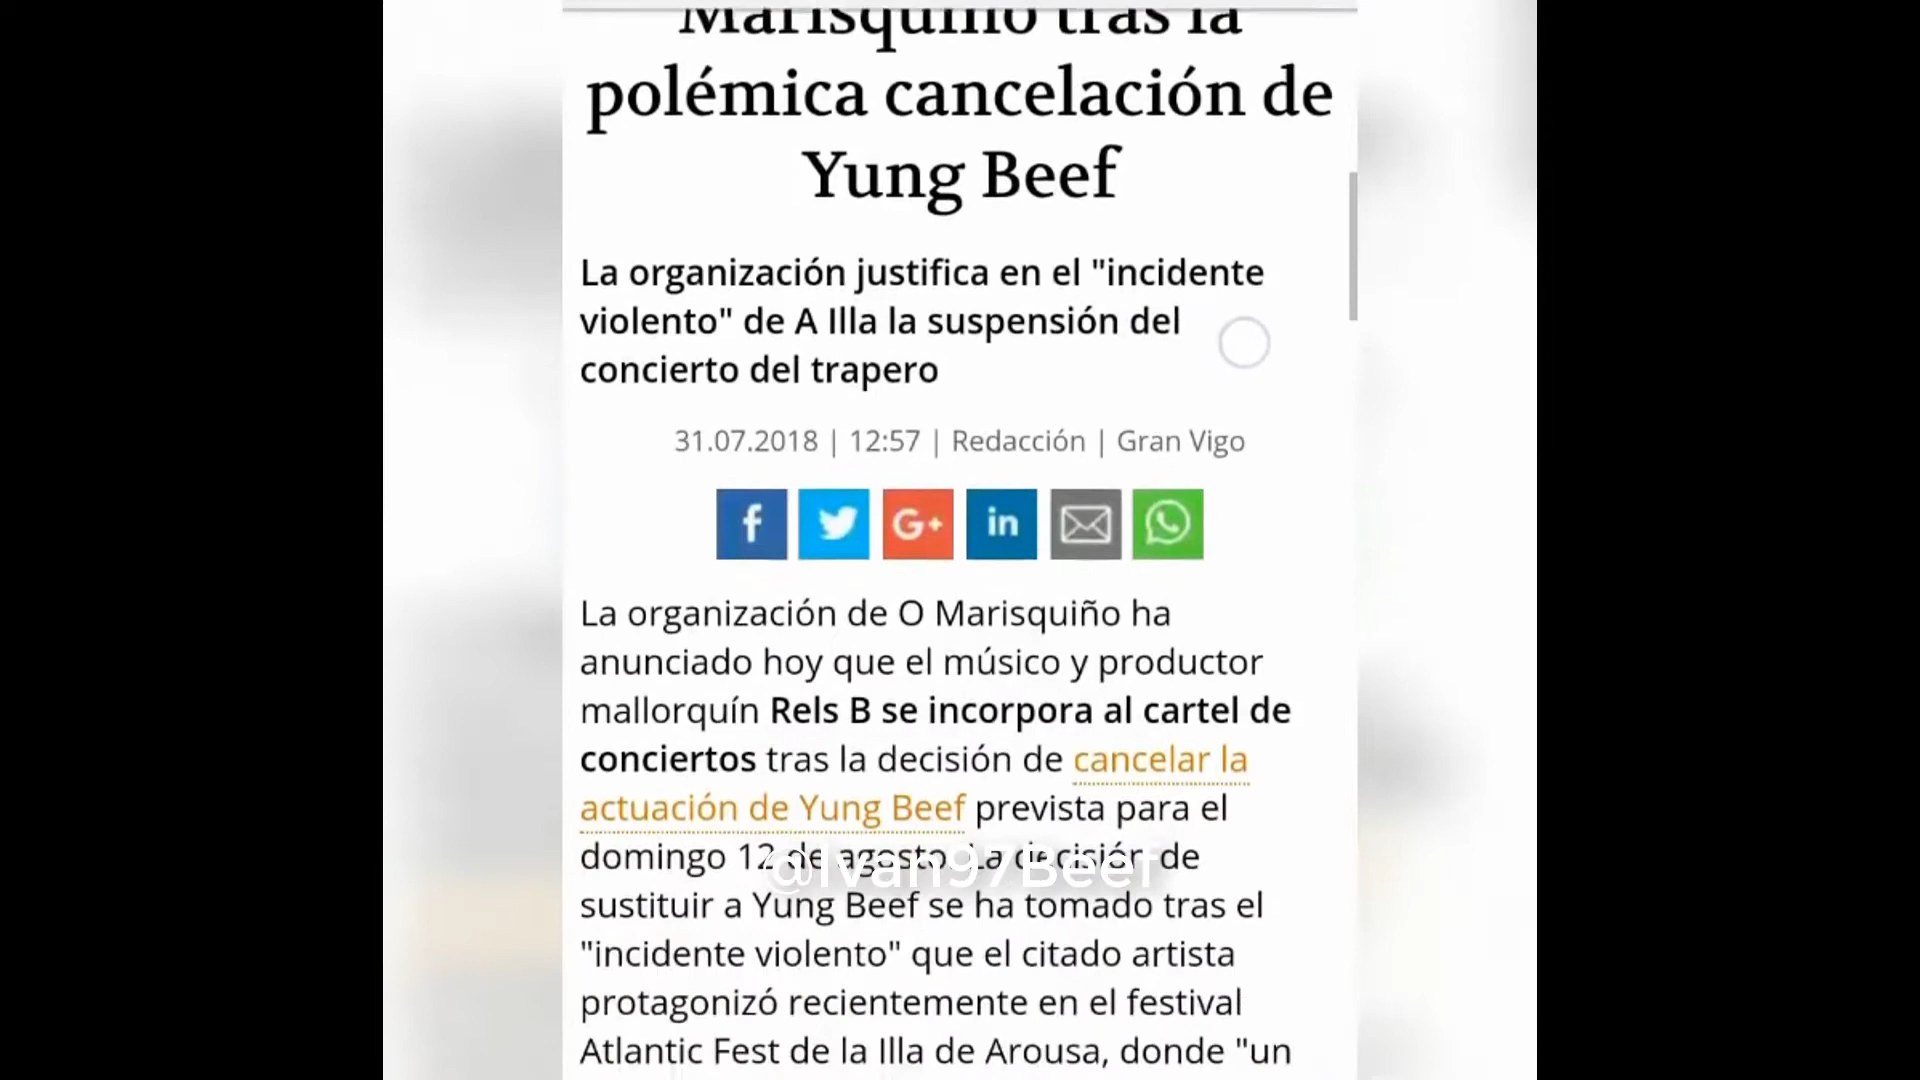 Marisquiño tras la
polémica cancelación de
Yung Beef
La organización justifica en el "incidente
violento" de A Illa la suspensión del
concierto del trapero
31.07.2018 | 12:57 | Redacción | Gran Vigo
f
G+
in
La organización de O Marisquiño ha
anunciado hoy que el músico y productor
mallorquín Rels B se incorpora al cartel de
conciertos tras la decisión de cancelar la
actuación de Yung Beef prevista para el
domingo 12 de agosto. La decisión de
@Ivan97Beef
sustituir a Yung Beef se ha tomado tras el
"incidente violento" que el citado artista
protagonizó recientemente en el festival
Atlantic Fest de la Illa de Arousa, donde "un